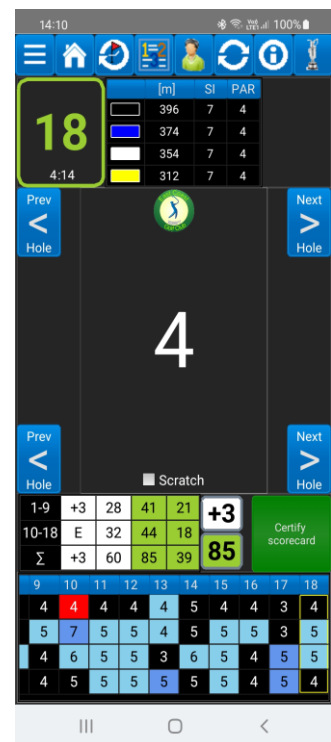 14:10 100%
1=2
[m] SI PAR
396 7 4
374 7 4
354 7 4
312 7 4
18
4:14
Prev
<
Hole
Next
>
Hole
4
Prev
<
Hole
Next
>
Hole
Scratch
1-9 +3 28 41 21
10-18 E 32 44 18
Σ +3 60 85 39
+3
85
Certify
scorecard
9 10 11 12 13 14 15 16 17 18
4 4 4 4 4 5 4 4 3 4
5 7 5 5 4 5 5 5 3 5
4 6 5 5 3 6 5 4 5 5
4 5 5 5 5 5 5 4 5 4